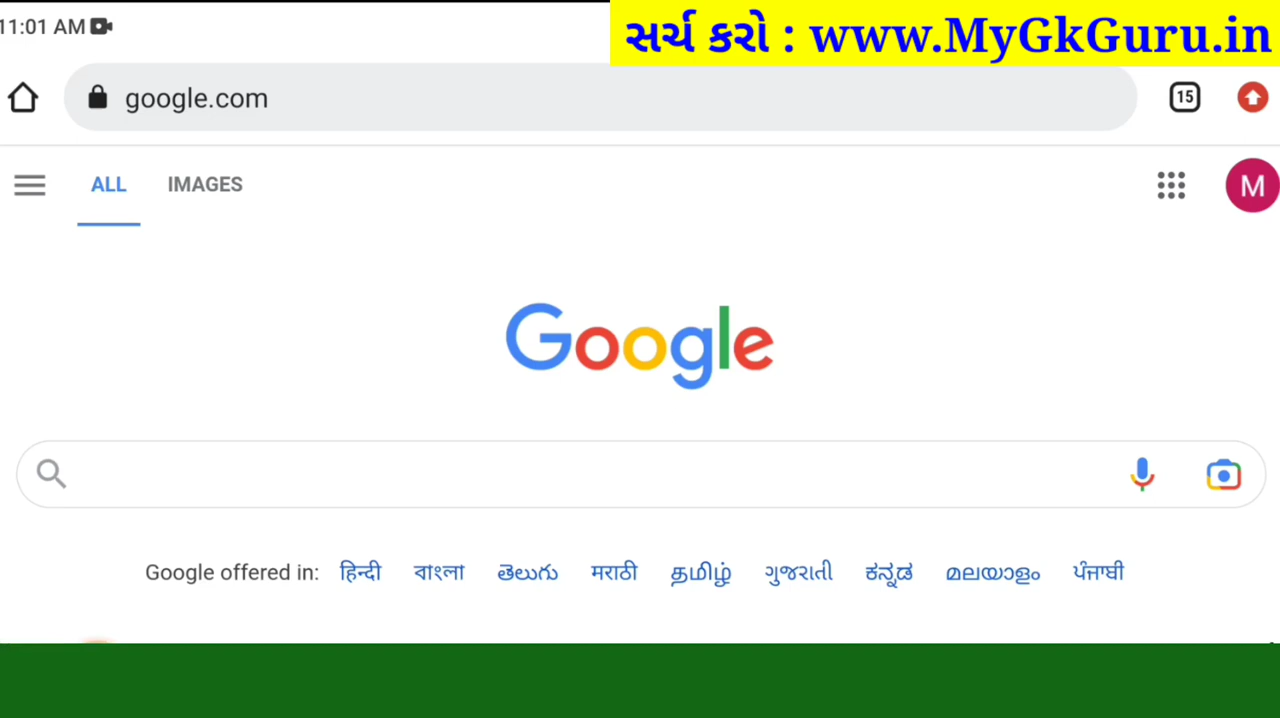 11:01 AM
સર્ચ કરો : www.MyGkGuru.in
google.com
15
ALL IMAGES
M
Google
Google offered in: हिन्दी বাংলা తెలుగు मराठी தமிழ் ગુજરાતી ಕನ್ನಡ മലയാളം ਪੰਜਾਬੀ